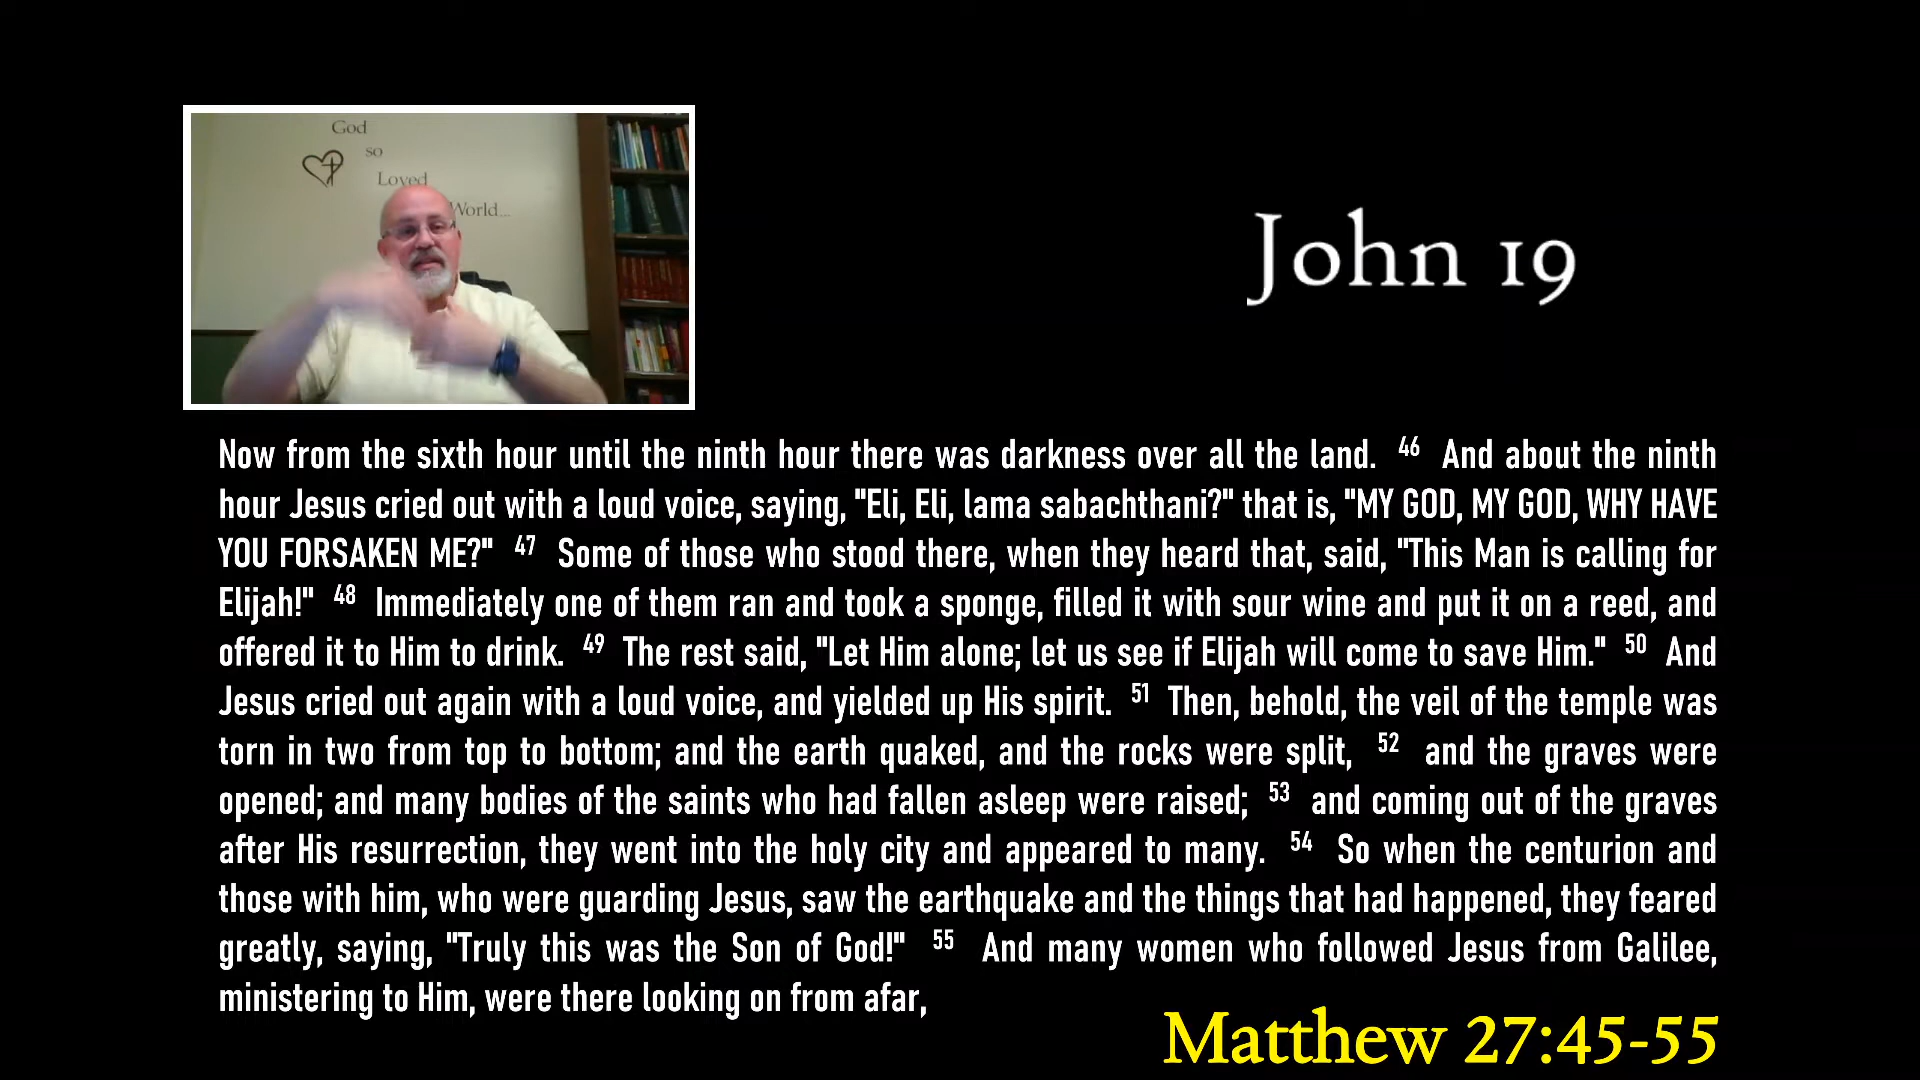 God
so
Loved
World...
John 19
Now from the sixth hour until the ninth hour there was darkness over all the land. 46 And about the ninth
hour Jesus cried out with a loud voice, saying, "Eli, Eli, lama sabachthani?" that is, "MY GOD, MY GOD, WHY HAVE
YOU FORSAKEN ME?" 47 Some of those who stood there, when they heard that, said, "This Man is calling for
Elijah!" 48 Immediately one of them ran and took a sponge, filled it with sour wine and put it on a reed, and
offered it to Him to drink. 49 The rest said, "Let Him alone; let us see if Elijah will come to save Him." 50 And
Jesus cried out again with a loud voice, and yielded up His spirit. 51 Then, behold, the veil of the temple was
torn in two from top to bottom; and the earth quaked, and the rocks were split, 52 and the graves were
opened; and many bodies of the saints who had fallen asleep were raised; 53 and coming out of the graves
after His resurrection, they went into the holy city and appeared to many. 54 So when the centurion and
those with him, who were guarding Jesus, saw the earthquake and the things that had happened, they feared
greatly, saying, "Truly this was the Son of God!" 55 And many women who followed Jesus from Galilee,
ministering to Him, were there looking on from afar,
Matthew 27:45-55